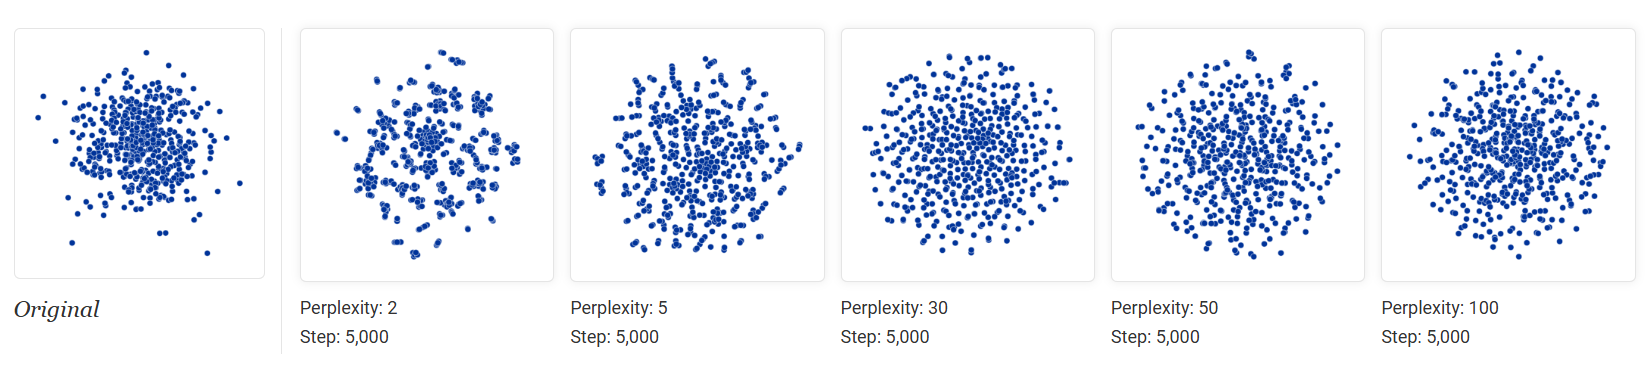 Original
Perplexity: 2
Step: 5,000
Perplexity: 5
Step: 5,000
Perplexity: 30
Step: 5,000
Perplexity: 50
Step: 5,000
Perplexity: 100
Step: 5,000